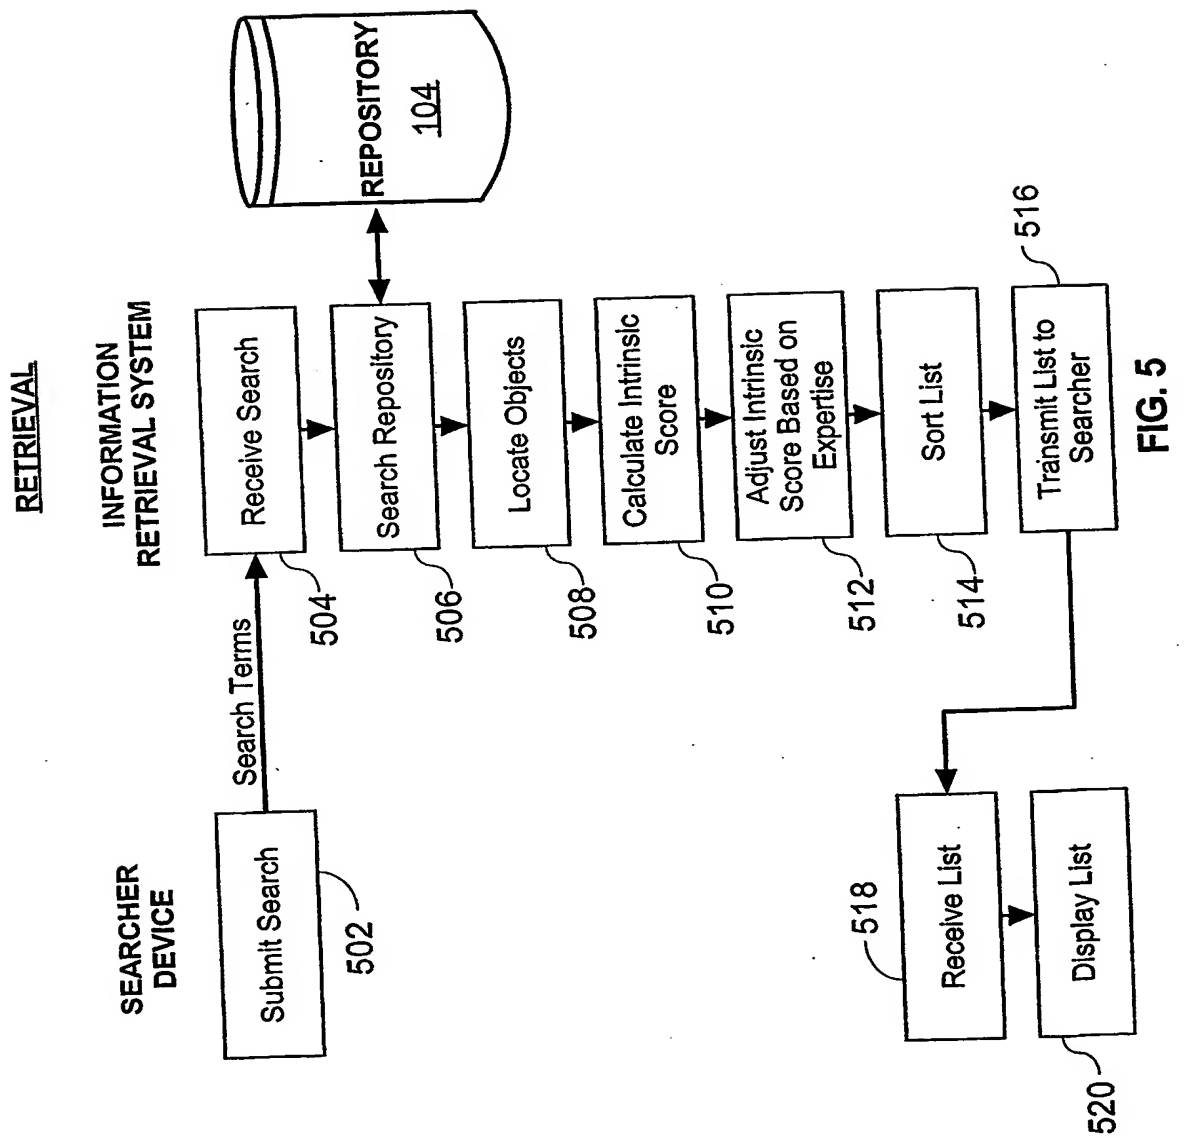 RETRIEVAL
SEARCHER
DEVICE
INFORMATION
RETRIEVAL SYSTEM
Submit Search
502
Search Terms
Receive Search
504
Search Repository
506
REPOSITORY
104
Locate Objects
508
Calculate Intrinsic
Score
510
Adjust Intrinsic
Score Based on
Expertise
512
Sort List
514
Transmit List to
Searcher
516
Receive List
518
Display List
520
FIG. 5